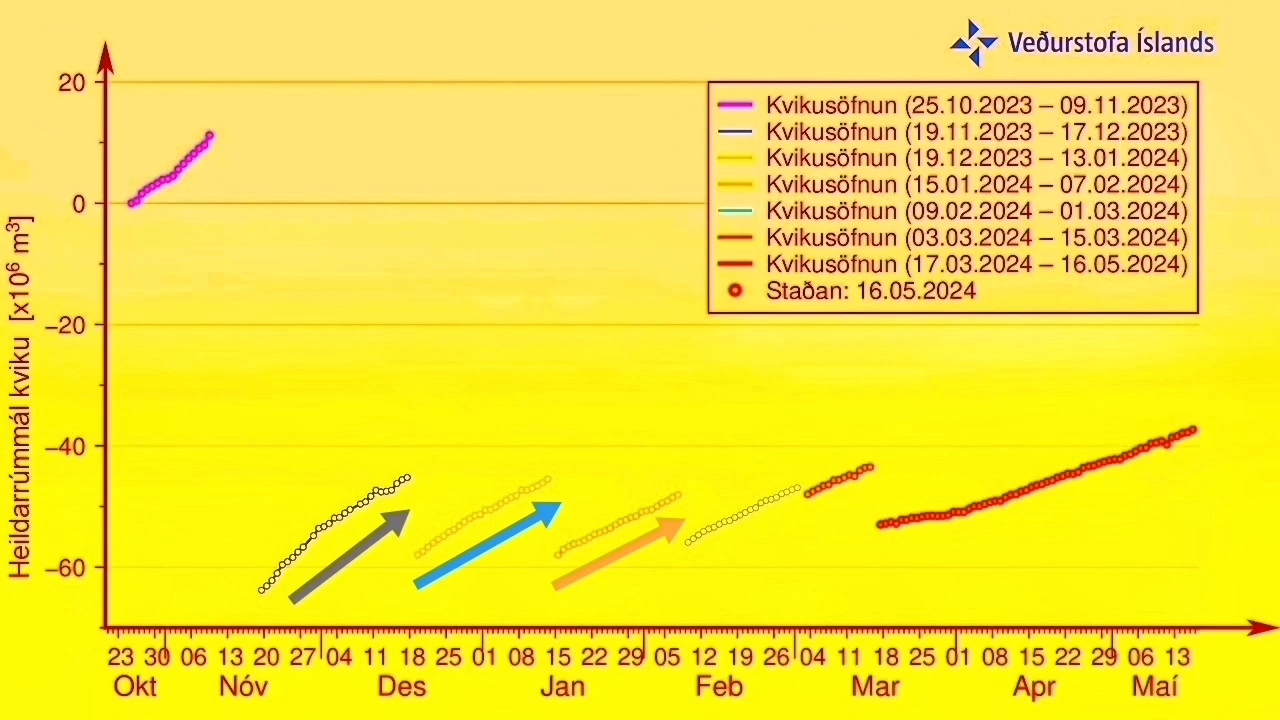 Veðurstofa Íslands
20
0
−20
−40
−60
Heildarrúmmál kviku [x10⁶ m³]
Kvikusöfnun (25.10.2023 – 09.11.2023)
Kvikusöfnun (19.11.2023 – 17.12.2023)
Kvikusöfnun (19.12.2023 – 13.01.2024)
Kvikusöfnun (15.01.2024 – 07.02.2024)
Kvikusöfnun (09.02.2024 – 01.03.2024)
Kvikusöfnun (03.03.2024 – 15.03.2024)
Kvikusöfnun (17.03.2024 – 16.05.2024)
Staðan: 16.05.2024
23 30 06 13 20 27 04 11 18 25 01 08 15 22 29 05 12 19 26 04 11 18 25 01 08 15 22 29 06 13
Okt Nóv Des Jan Feb Mar Apr Maí